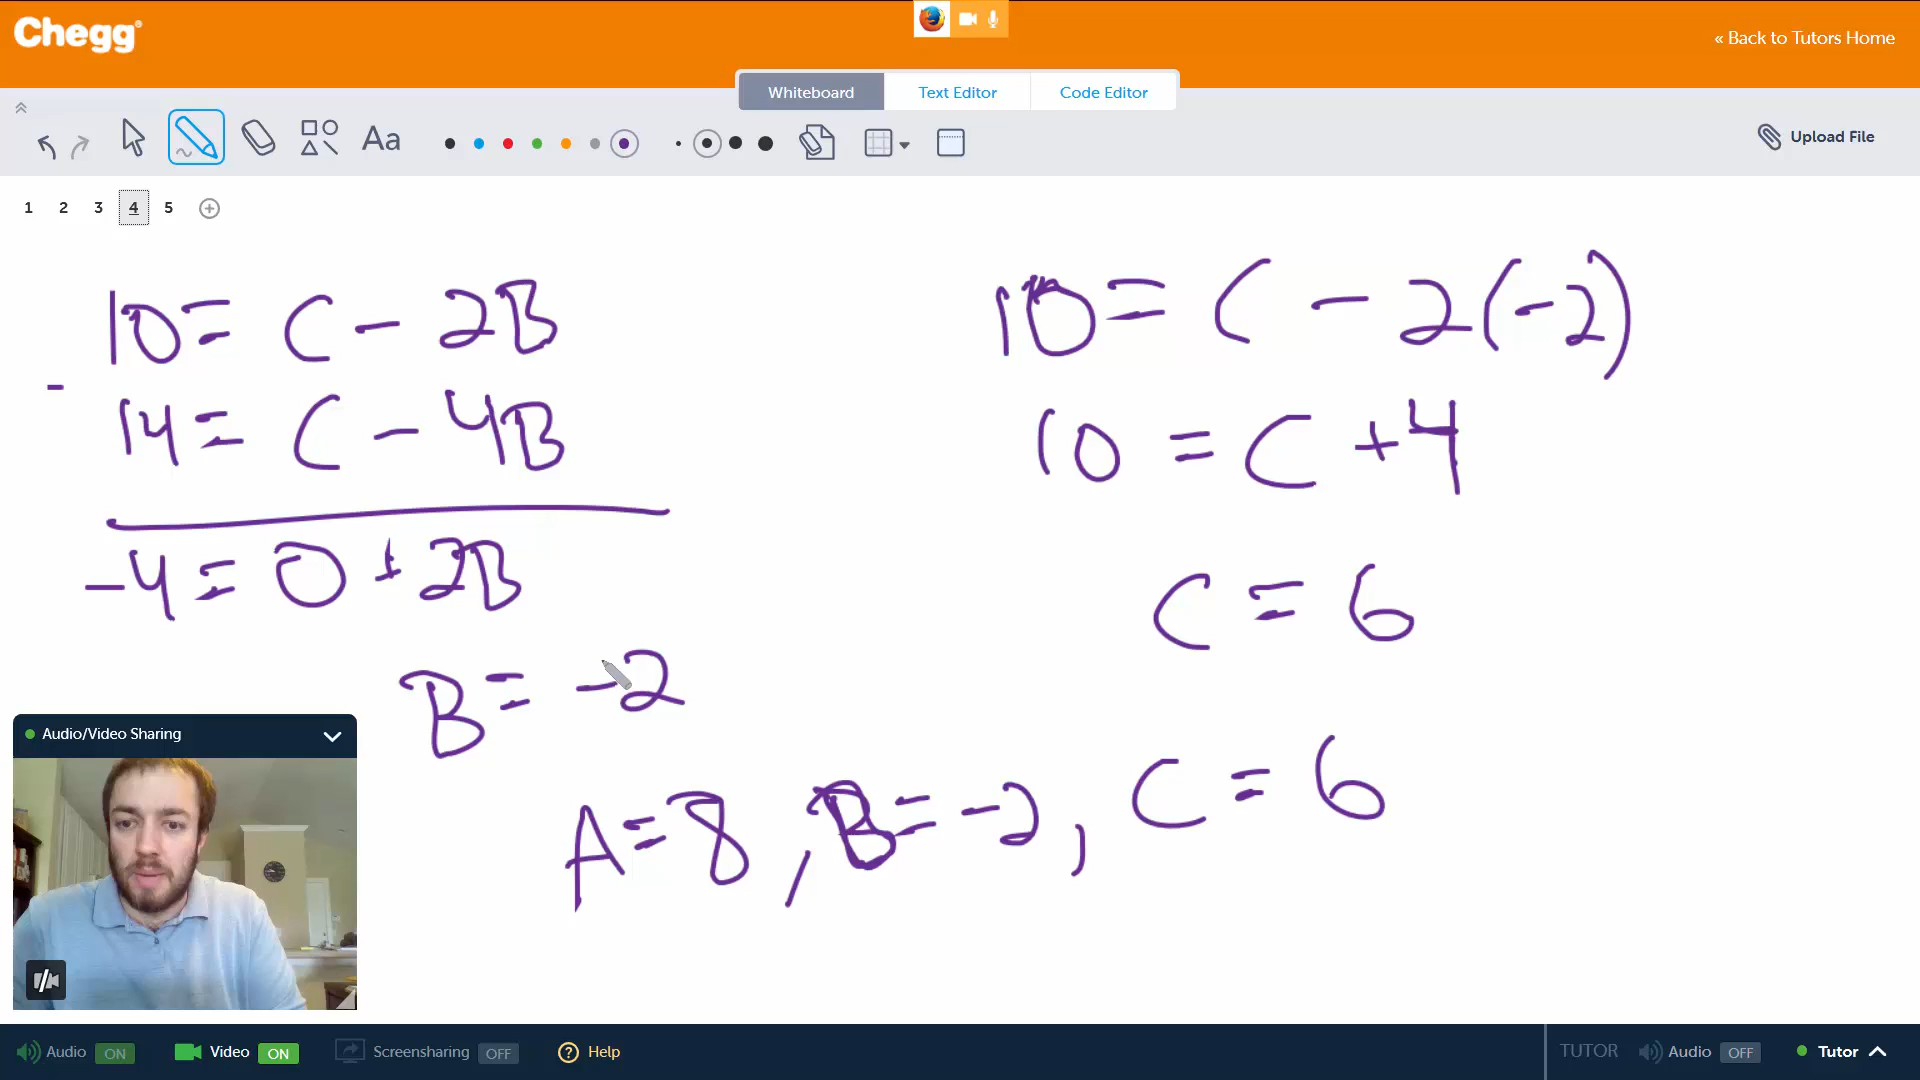 Chegg
« Back to Tutors Home
Whiteboard Text Editor Code Editor
Aa
Upload File
1 2 3 4 5
10 = C - 2B
- 14 = C - 4B
-4 = 0 + 2B
B = -2
10 = C - 2(-2)
10 = C + 4
C = 6
A = 8, B = -2, C = 6
Audio/Video Sharing
Audio ON Video ON Screensharing OFF ? Help TUTOR Audio OFF Tutor